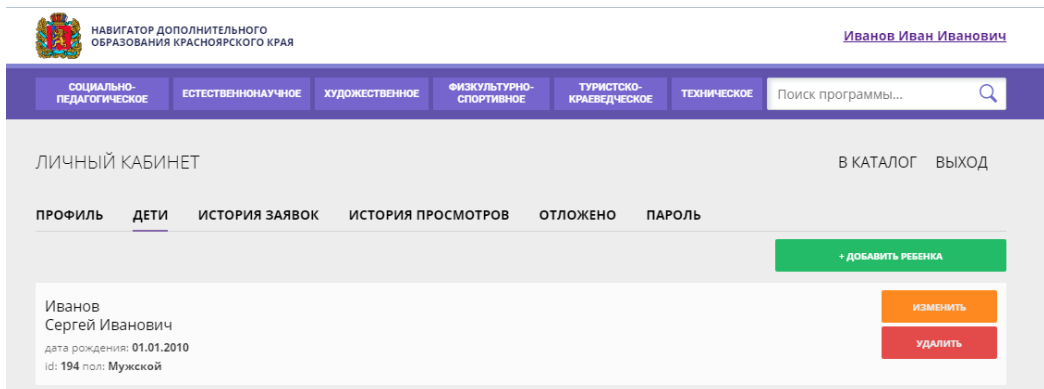 НАВИГАТОР ДОПОЛНИТЕЛЬНОГО
ОБРАЗОВАНИЯ КРАСНОЯРСКОГО КРАЯ
Иванов Иван Иванович
СОЦИАЛЬНО-
ПЕДАГОГИЧЕСКОЕ
ЕСТЕСТВЕННОНАУЧНОЕ
ХУДОЖЕСТВЕННОЕ
ФИЗКУЛЬТУРНО-
СПОРТИВНОЕ
ТУРИСТСКО-
КРАЕВЕДЧЕСКОЕ
ТЕХНИЧЕСКОЕ
Поиск программы...
ЛИЧНЫЙ КАБИНЕТ
В КАТАЛОГ ВЫХОД
ПРОФИЛЬ ДЕТИ ИСТОРИЯ ЗАЯВОК ИСТОРИЯ ПРОСМОТРОВ ОТЛОЖЕНО ПАРОЛЬ
+ ДОБАВИТЬ РЕБЕНКА
Иванов
Сергей Иванович
дата рождения: 01.01.2010
id: 194 пол: Мужской
ИЗМЕНИТЬ
УДАЛИТЬ